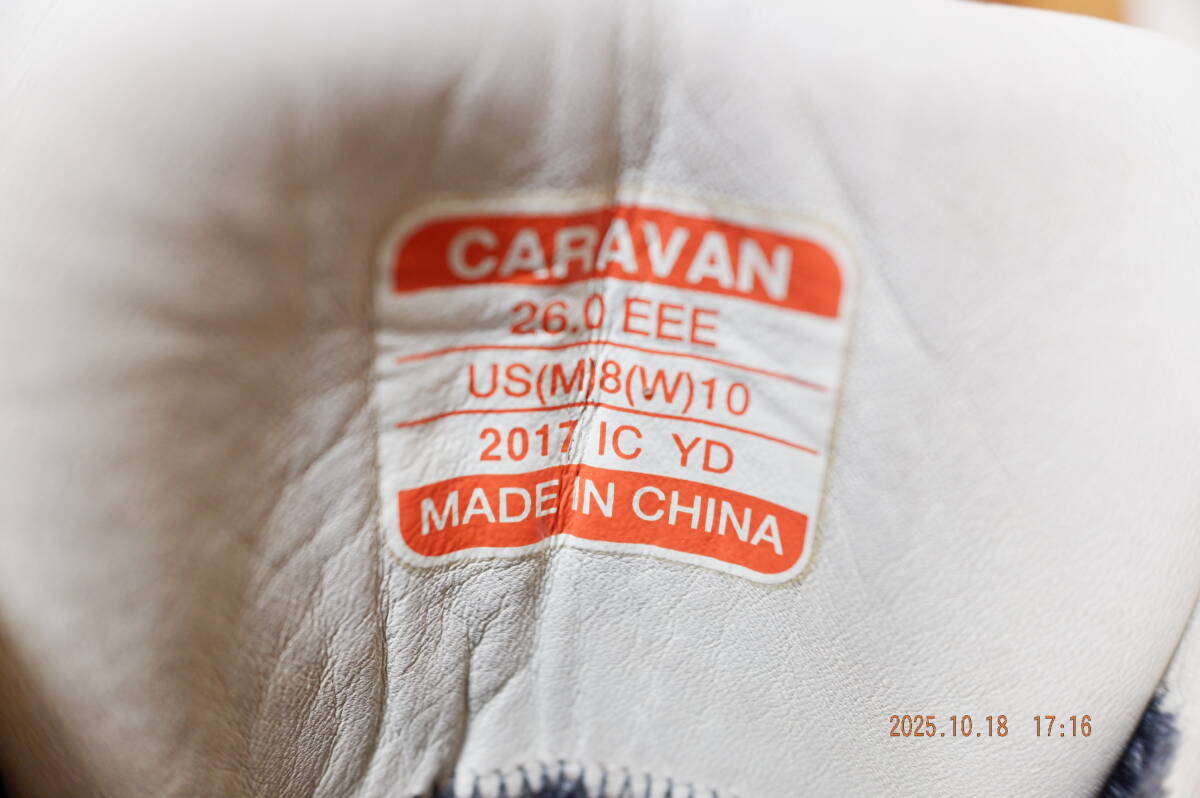 CARAVAN
26.0 EEE
US(M)8(W)10
2017 IC YD
MADE IN CHINA
2025.10.18 17:16